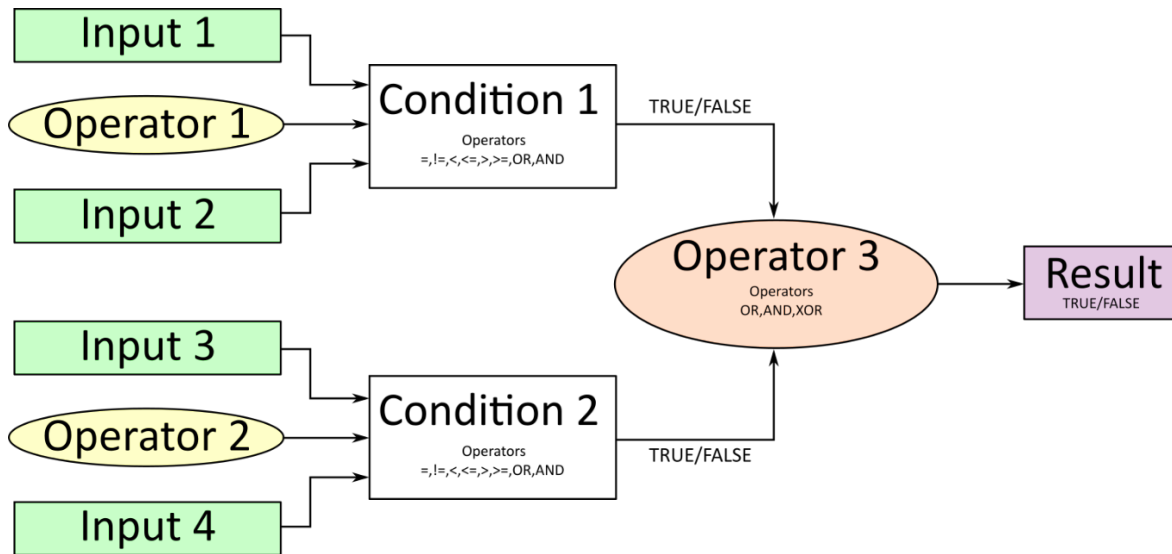 Input 1
Operator 1
Input 2
Condition 1
Operators
=,!=,<,<=,>,>=,OR,AND
TRUE/FALSE
Input 3
Operator 2
Input 4
Condition 2
Operators
=,!=,<,<=,>,>=,OR,AND
TRUE/FALSE
Operator 3
Operators
OR,AND,XOR
Result
TRUE/FALSE